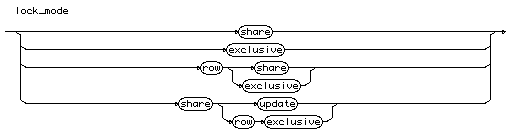 lock_mode
share
exclusive
row share
exclusive
share update
row exclusive